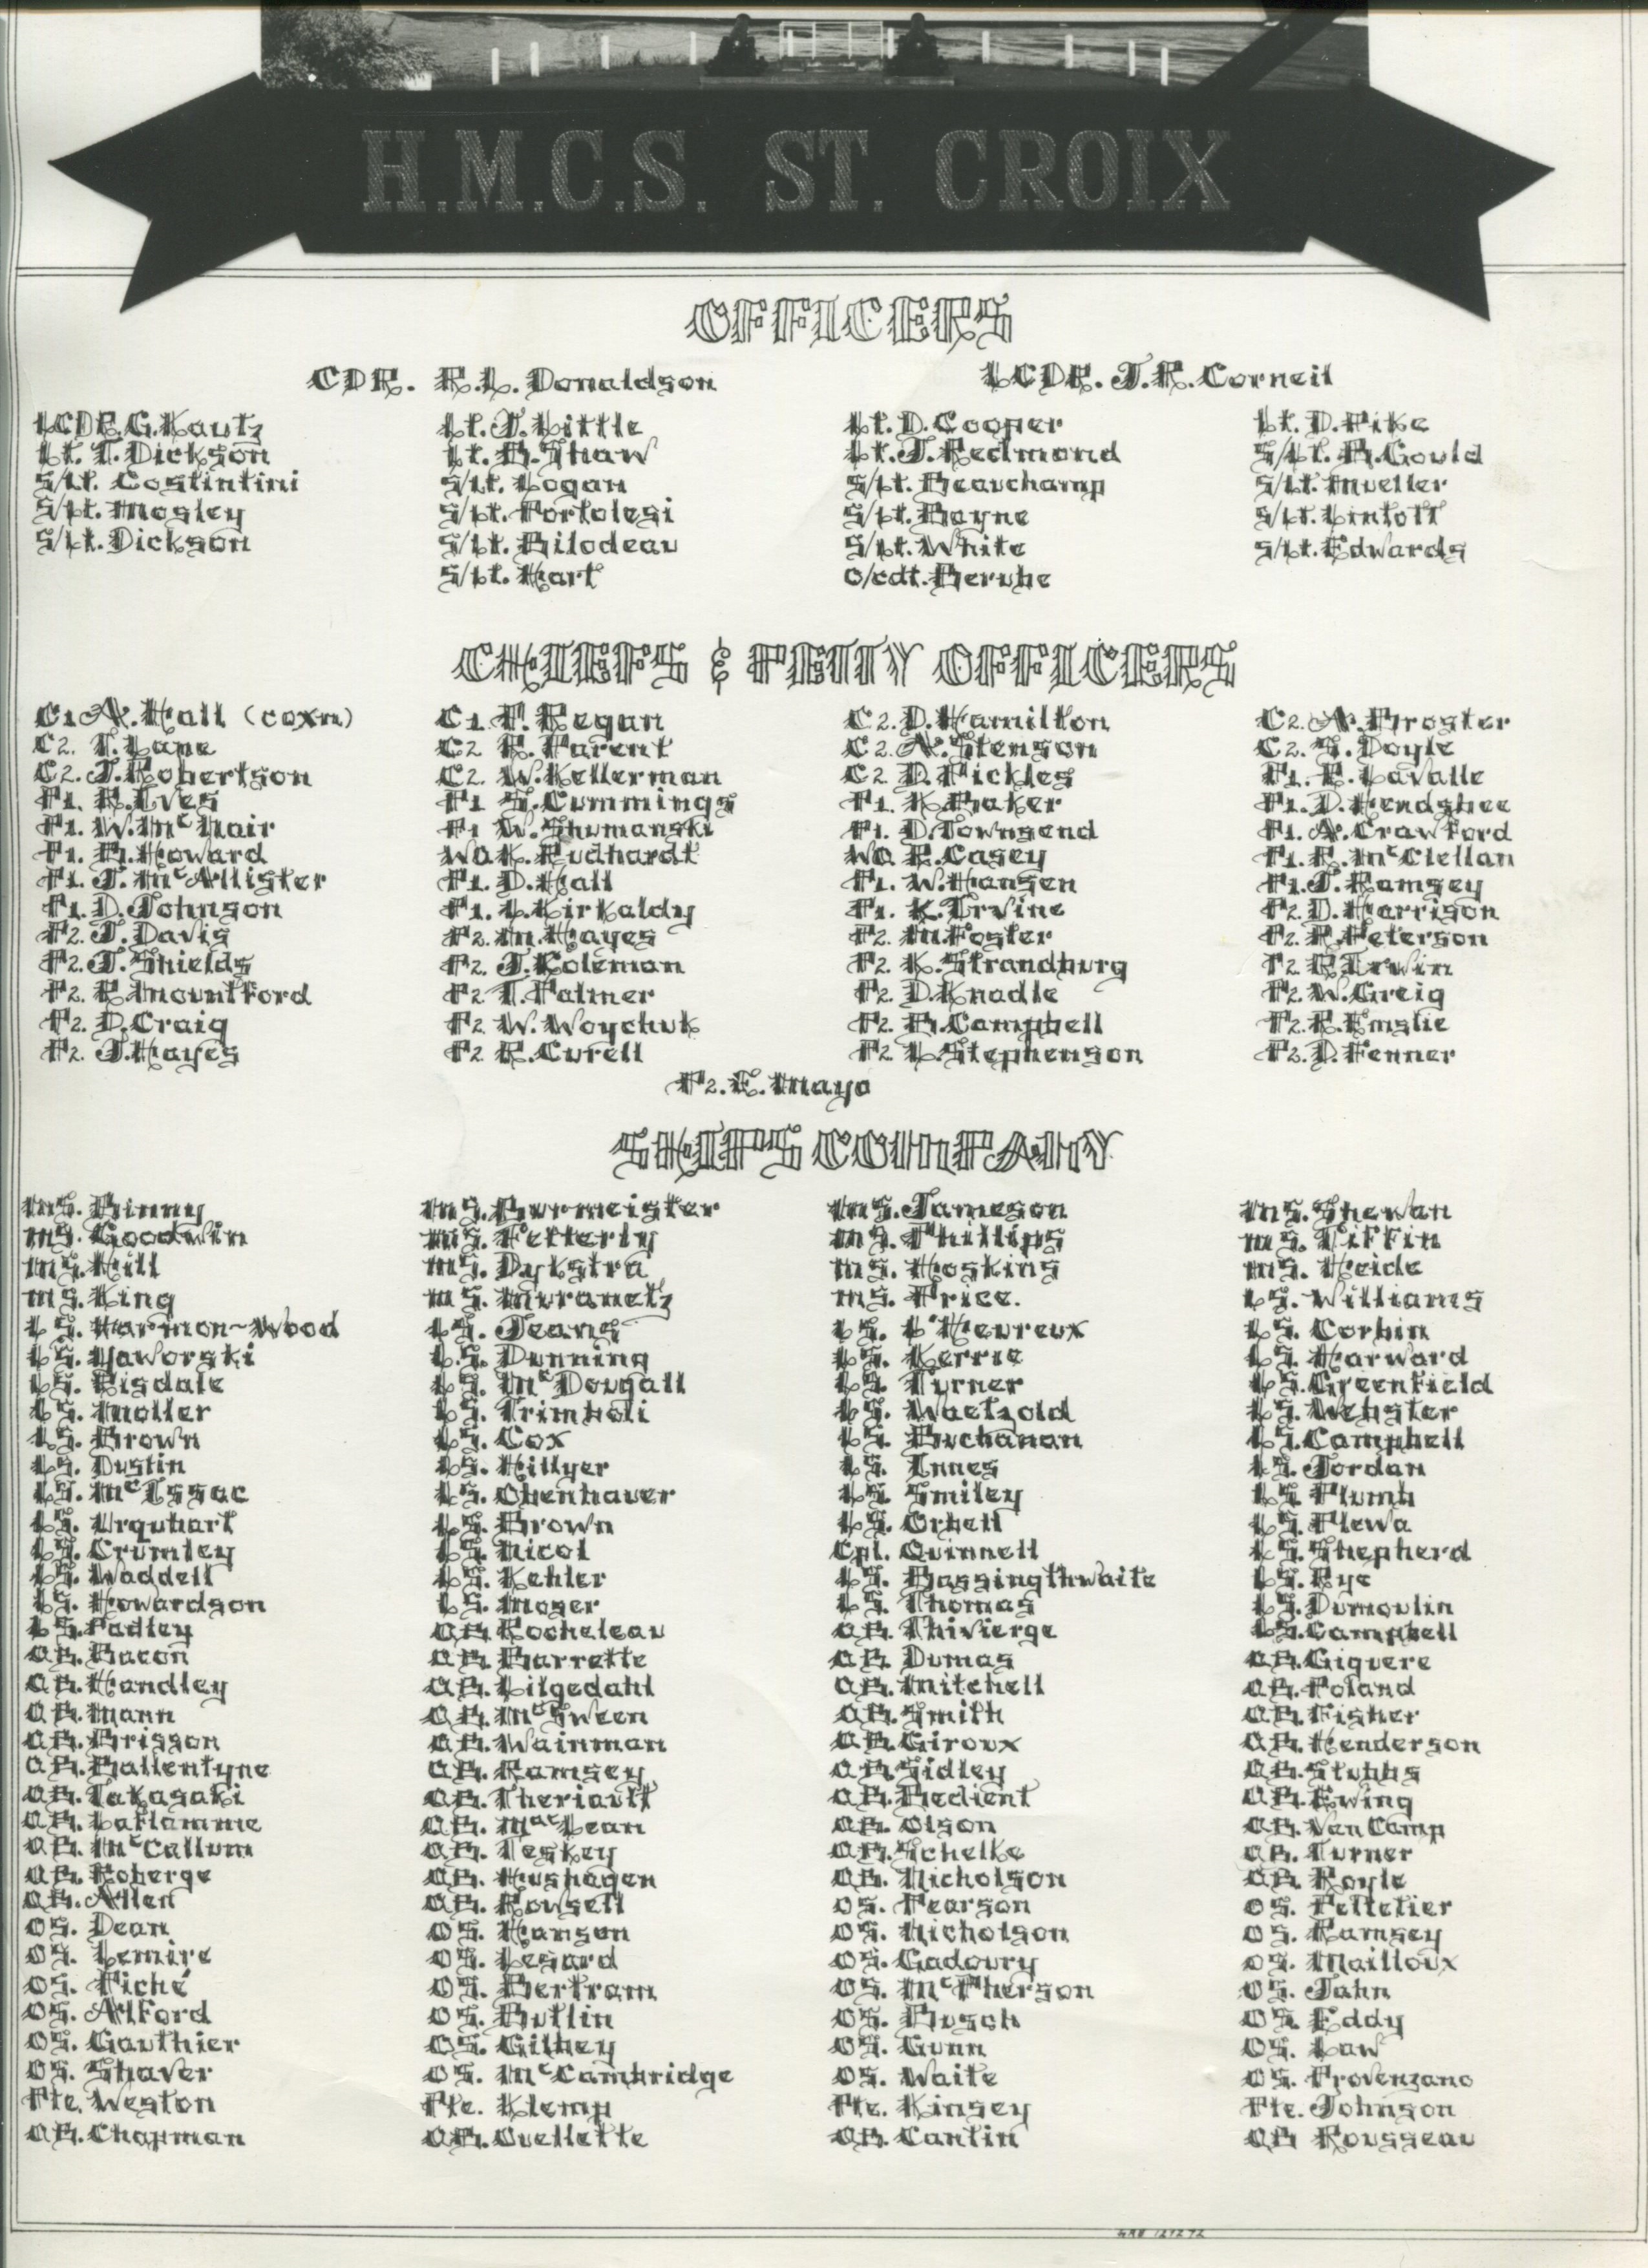 H.M.C.S. ST. CROIX
OFFICERS
CDR. R.L. Donaldson LCDR. J.R. Corneil
LCDR. G. Kautz Lt. J. Little Lt. D. Cooper Lt. D. Pike
Lt. T. Dickson Lt. B. Shaw Lt. J. Redmond S/Lt. B. Gould
S/Lt. Costintini S/Lt. Logan S/Lt. Beauchamp S/Lt. Mueller
S/Lt. Mosley S/Lt. Portolesi S/Lt. Bayne S/Lt. Lintott
S/Lt. Dickson S/Lt. Bilodeau S/Lt. White S/Lt. Edwards
S/Lt. Hart O/cdt. Berube
CHIEFS & PETTY OFFICERS
C1. A. Hall (coxn) C1. P. Regan C2. D. Hamilton C2. A. Broster
C2. T. Lane C2 R. Parent C2. A. Stenson C2. S. Doyle
C2. J. Robertson C2. W. Kellerman C2 D. Pickles P1. R. Lavalle
P1. R. Ives P1 S. Cummings P1. K Baker P1. D. Hendsbee
P1. W. McNair P1 W. Shumanski P1. D. Townsend P1. A. Crawford
P1. B. Howard WO K. Rudhardt WO R. Casey P1. R. McClellan
P1. J. McAllister P1. D. Hall P1. W. Hansen P1. J. Ramsey
P1. D. Johnson P1. L. Kirkaldy P1. K. Irvine P2. D. Harrison
P2. J. Davis P2. M. Hayes P2. M. Foster P2. R. Peterson
P2. J. Shields P2. J. Koleman P2. K. Strandburg P2 R. Irwin
P2. R. Mountford P2 T. Palmer P2. D. Knadle P2. W. Greig
P2. D. Craig P2 W. Woychuk P2. B. Campbell P2. R. Emslie
P2. J. Hayes P2 R. Curell P2 L. Stephenson P2. D. Fenner
P2. E. Mayo
SHIP'S COMPANY
MS. Binny MS. Burmeister MS. Jameson MS. Shewan
MS. Goodwin MS. Fetterly MS. Phillips MS. Tiffin
MS. Hill MS. Dykstra MS. Hoskins MS. Heide
MS. King MS. Murametz MS. Price. LS. Williams
LS. Harmon-Wood LS. Jeans LS. L'Heureux LS. Corbin
LS. Yaworski L.S. Dunning LS. Kerrie LS. Harward
LS. Risdale LS. McDougall LS. Turner LS. Greenfield
LS. Moller LS. Trimboli LS. Waetzold LS. Webster
LS. Brown LS. Cox LS. Buchanan LS. Campbell
LS. Dustin LS. Hillyer LS. Innes LS. Jordan
LS. McIssac LS. Obenhauer LS. Smiley LS. Plumb
LS. Urquhart LS. Brown LS. Orbell LS. Plewa
LS. Crumley LS. Nicol Cpl. Quinnell LS. Shepherd
LS. Waddell LS. Kehler LS. Bassingthwaite LS. Rye
LS. Howardson LS. Moser LS. Thomas LS. Dumoulin
LS. Padley AB. Rocheleau AB. Thivierge LS. Campbell
AB. Bacon AB. Barrette AB. Dumas AB. Giguere
AB. Handley AB. Lilgedahl AB. Mitchell AB. Poland
AB. Mann AB. McSween AB. Smith AB. Fisher
AB. Brisson AB. Wainman AB. Giroux AB. Henderson
AB. Ballentyne AB. Ramsey AB. Sidley AB. Stubbs
AB. Takasaki AB. Theriault AB. Bedient AB. Ewing
AB. Laflamme AB. MacLean AB. Olson AB. Van Camp
AB. McCallum AB. Teskey AB. Schelke AB. Turner
AB. Roberge AB. Hushagen AB. Nicholson AB. Royle
AB. Allen AB. Rowsell OS. Pearson OS. Pelletier
OS. Dean OS. Hanson OS. Nicholson OS. Ramsey
OS. Lemire OS. Lesard OS. Gadoury OS. Mailloux
OS. Piché OS. Bertram OS. McPherson OS. Jahn
OS. Alford OS. Butlin OS. Busch OS. Eddy
OS. Gauthier OS. Gilbey OS. Gunn OS. Law
OS. Shaver OS. McCambridge OS. Waite OS. Provenzano
Pte. Weston Pte. Klemp Pte. Kinsey Pte. Johnson
AB. Chapman AB. Ouellette AB. Cantin AB Rousseau